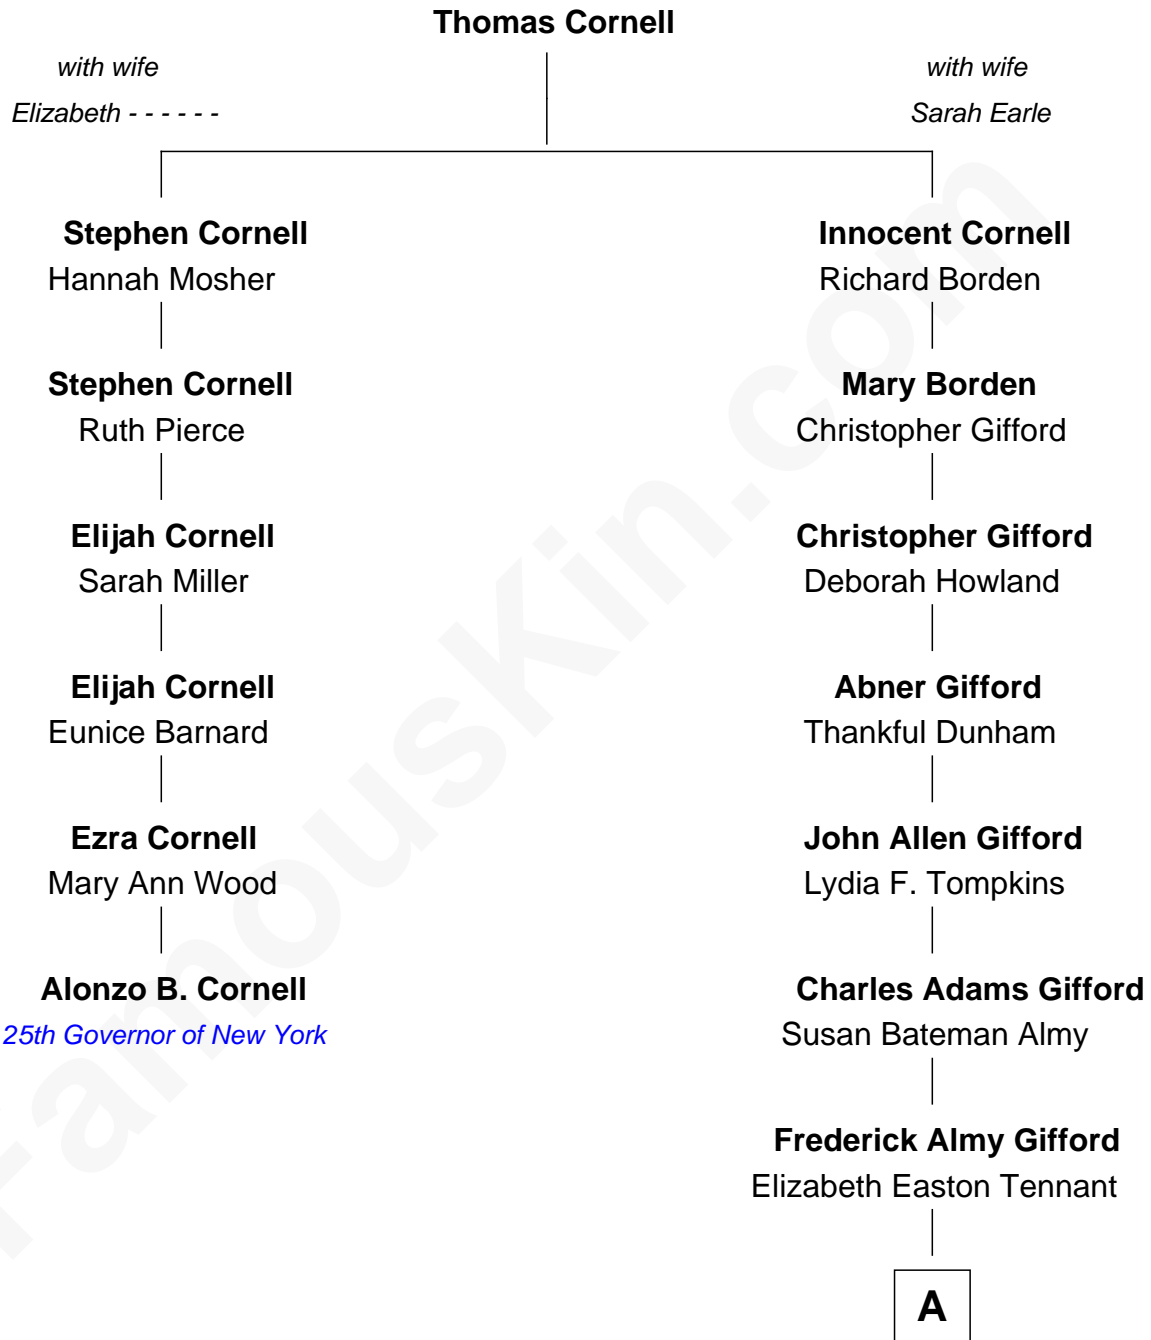 Thomas Cornell
with wife
Elizabeth - - - - - -
with wife
Sarah Earle
Stephen Cornell
Hannah Mosher
Innocent Cornell
Richard Borden
Stephen Cornell
Ruth Pierce
Mary Borden
Christopher Gifford
Elijah Cornell
Sarah Miller
Christopher Gifford
Deborah Howland
Elijah Cornell
Eunice Barnard
Abner Gifford
Thankful Dunham
Ezra Cornell
Mary Ann Wood
John Allen Gifford
Lydia F. Tompkins
Alonzo B. Cornell
25th Governor of New York
Charles Adams Gifford
Susan Bateman Almy
Frederick Almy Gifford
Elizabeth Easton Tennant
A
FamousKin.com